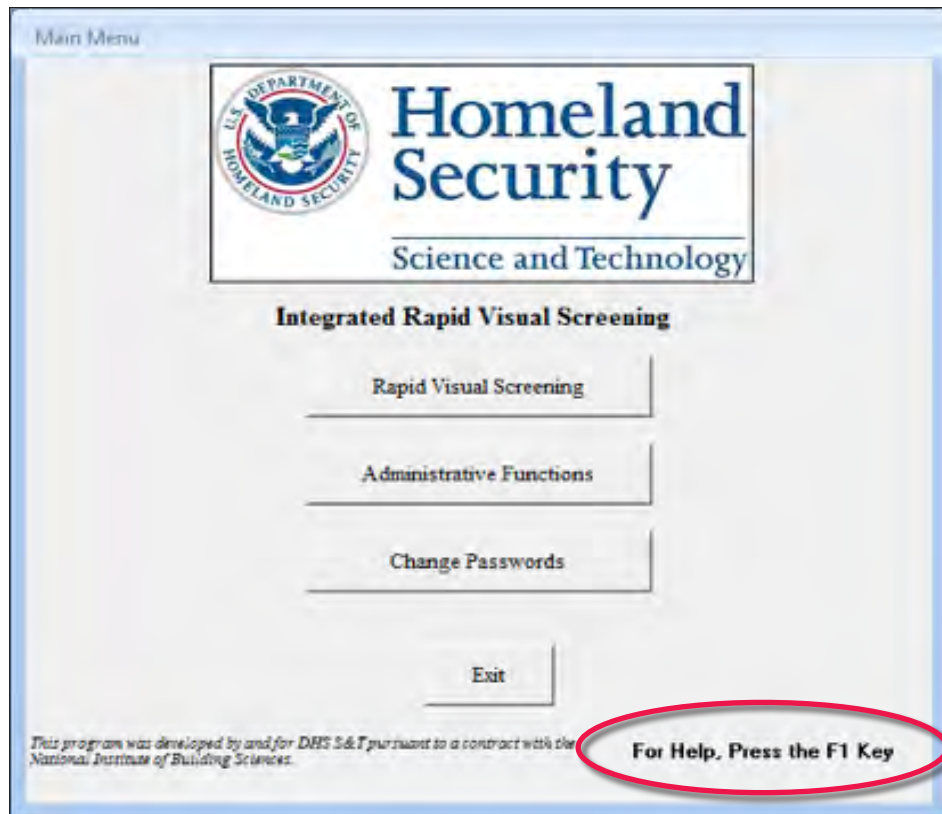 Main Menu
U.S. DEPARTMENT OF HOMELAND SECURITY
Homeland
Security
Science and Technology
Integrated Rapid Visual Screening
Rapid Visual Screening
Administrative Functions
Change Passwords
Exit
This program was developed by and for DHS S&T pursuant to a contract with the
National Institute of Building Sciences.
For Help, Press the F1 Key